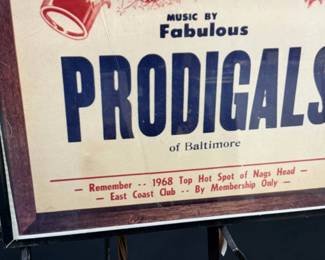 MUSIC BY
Fabulous
PRODIGALS
of Baltimore
— Remember -- 1968 Top Hot Spot of Nags Head —
— East Coast Club -- By Membership Only —